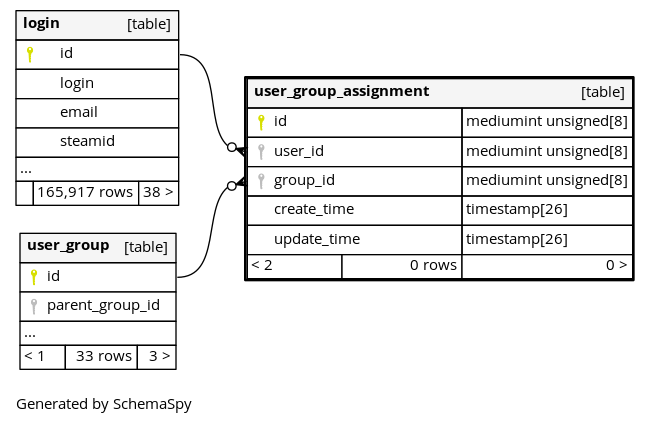 login [table]
id
login
email
steamid
...
165,917 rows 38 >
user_group_assignment [table]
id mediumint unsigned[8]
user_id mediumint unsigned[8]
group_id mediumint unsigned[8]
create_time timestamp[26]
update_time timestamp[26]
< 2 0 rows 0 >
user_group [table]
id
parent_group_id
...
< 1 33 rows 3 >
Generated by SchemaSpy